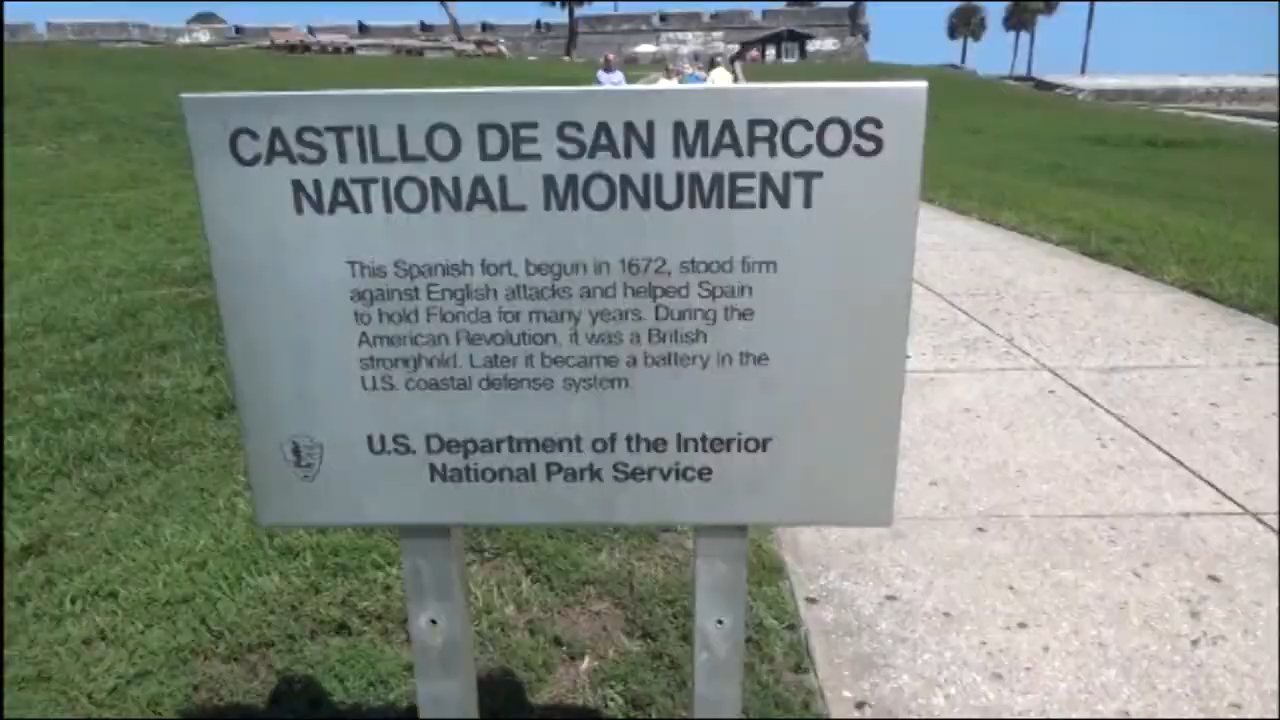 CASTILLO DE SAN MARCOS
NATIONAL MONUMENT
This Spanish fort, begun in 1672, stood firm
against English attacks and helped Spain
to hold Florida for many years. During the
American Revolution, it was a British
stronghold. Later it became a battery in the
U.S. coastal defense system.
U.S. Department of the Interior
National Park Service